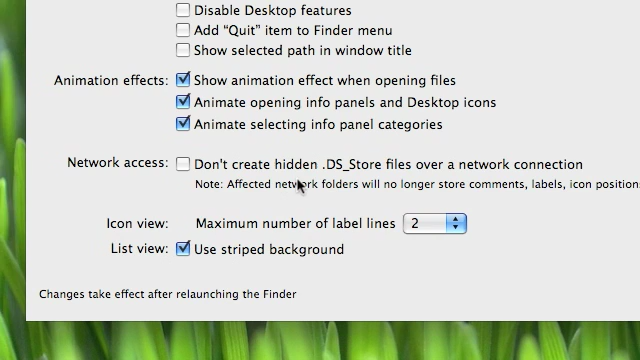 Disable Desktop features
Add “Quit” item to Finder menu
Show selected path in window title
Animation effects: Show animation effect when opening files
Animate opening info panels and Desktop icons
Animate selecting info panel categories
Network access: Don't create hidden .DS_Store files over a network connection
Note: Affected network folders will no longer store comments, labels, icon position
Icon view: Maximum number of label lines 2
List view: Use striped background
Changes take effect after relaunching the Finder